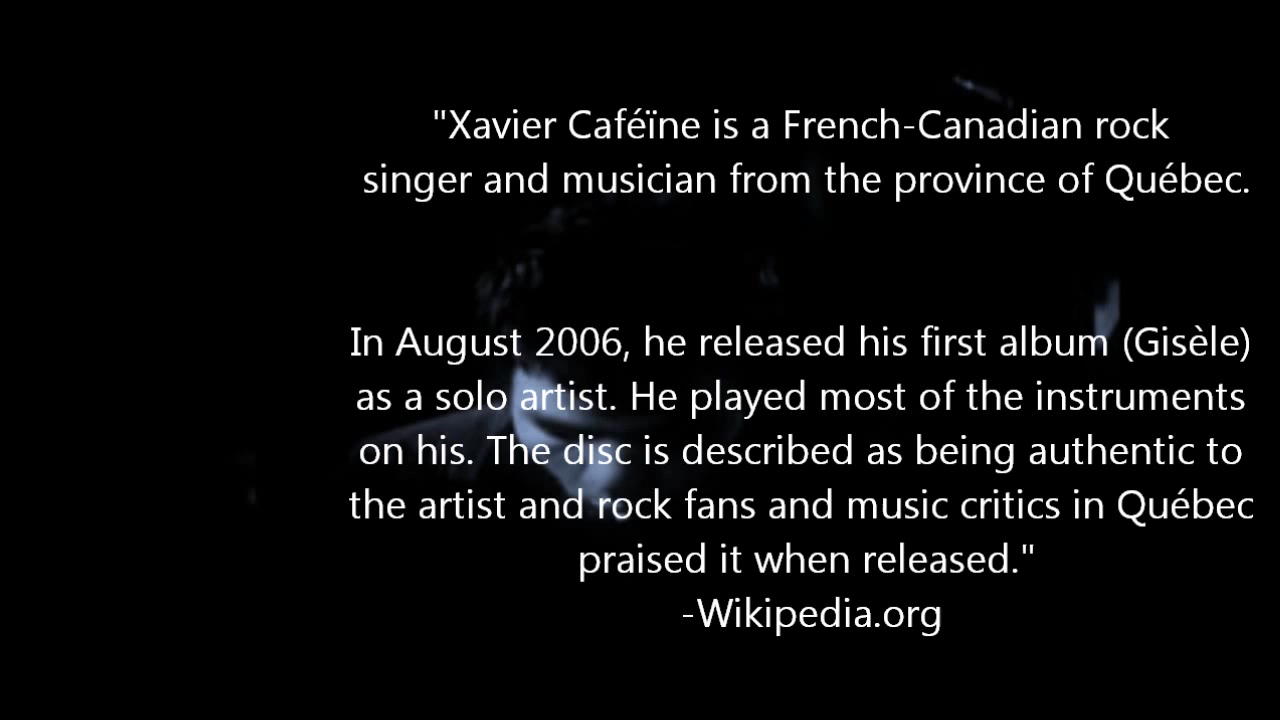 "Xavier Caféïne is a French-Canadian rock
singer and musician from the province of Québec.
In August 2006, he released his first album (Gisèle)
as a solo artist. He played most of the instruments
on his. The disc is described as being authentic to
the artist and rock fans and music critics in Québec
praised it when released."
-Wikipedia.org